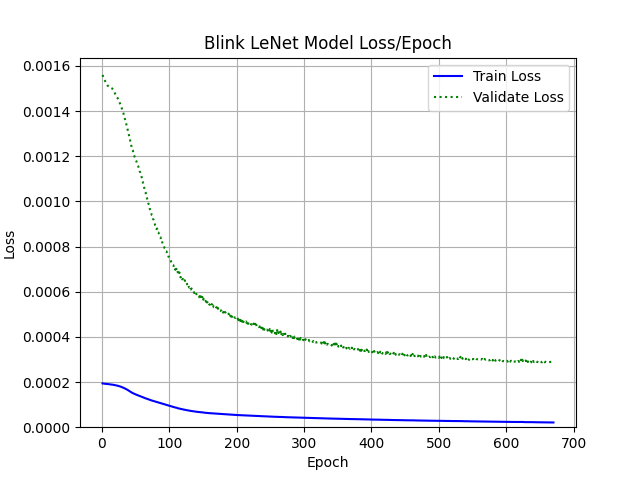 Blink LeNet Model Loss/Epoch
Train Loss
Validate Loss
0.0016
0.0014
0.0012
0.0010
0.0008
0.0006
0.0004
0.0002
0.0000
Loss
0 100 200 300 400 500 600 700
Epoch